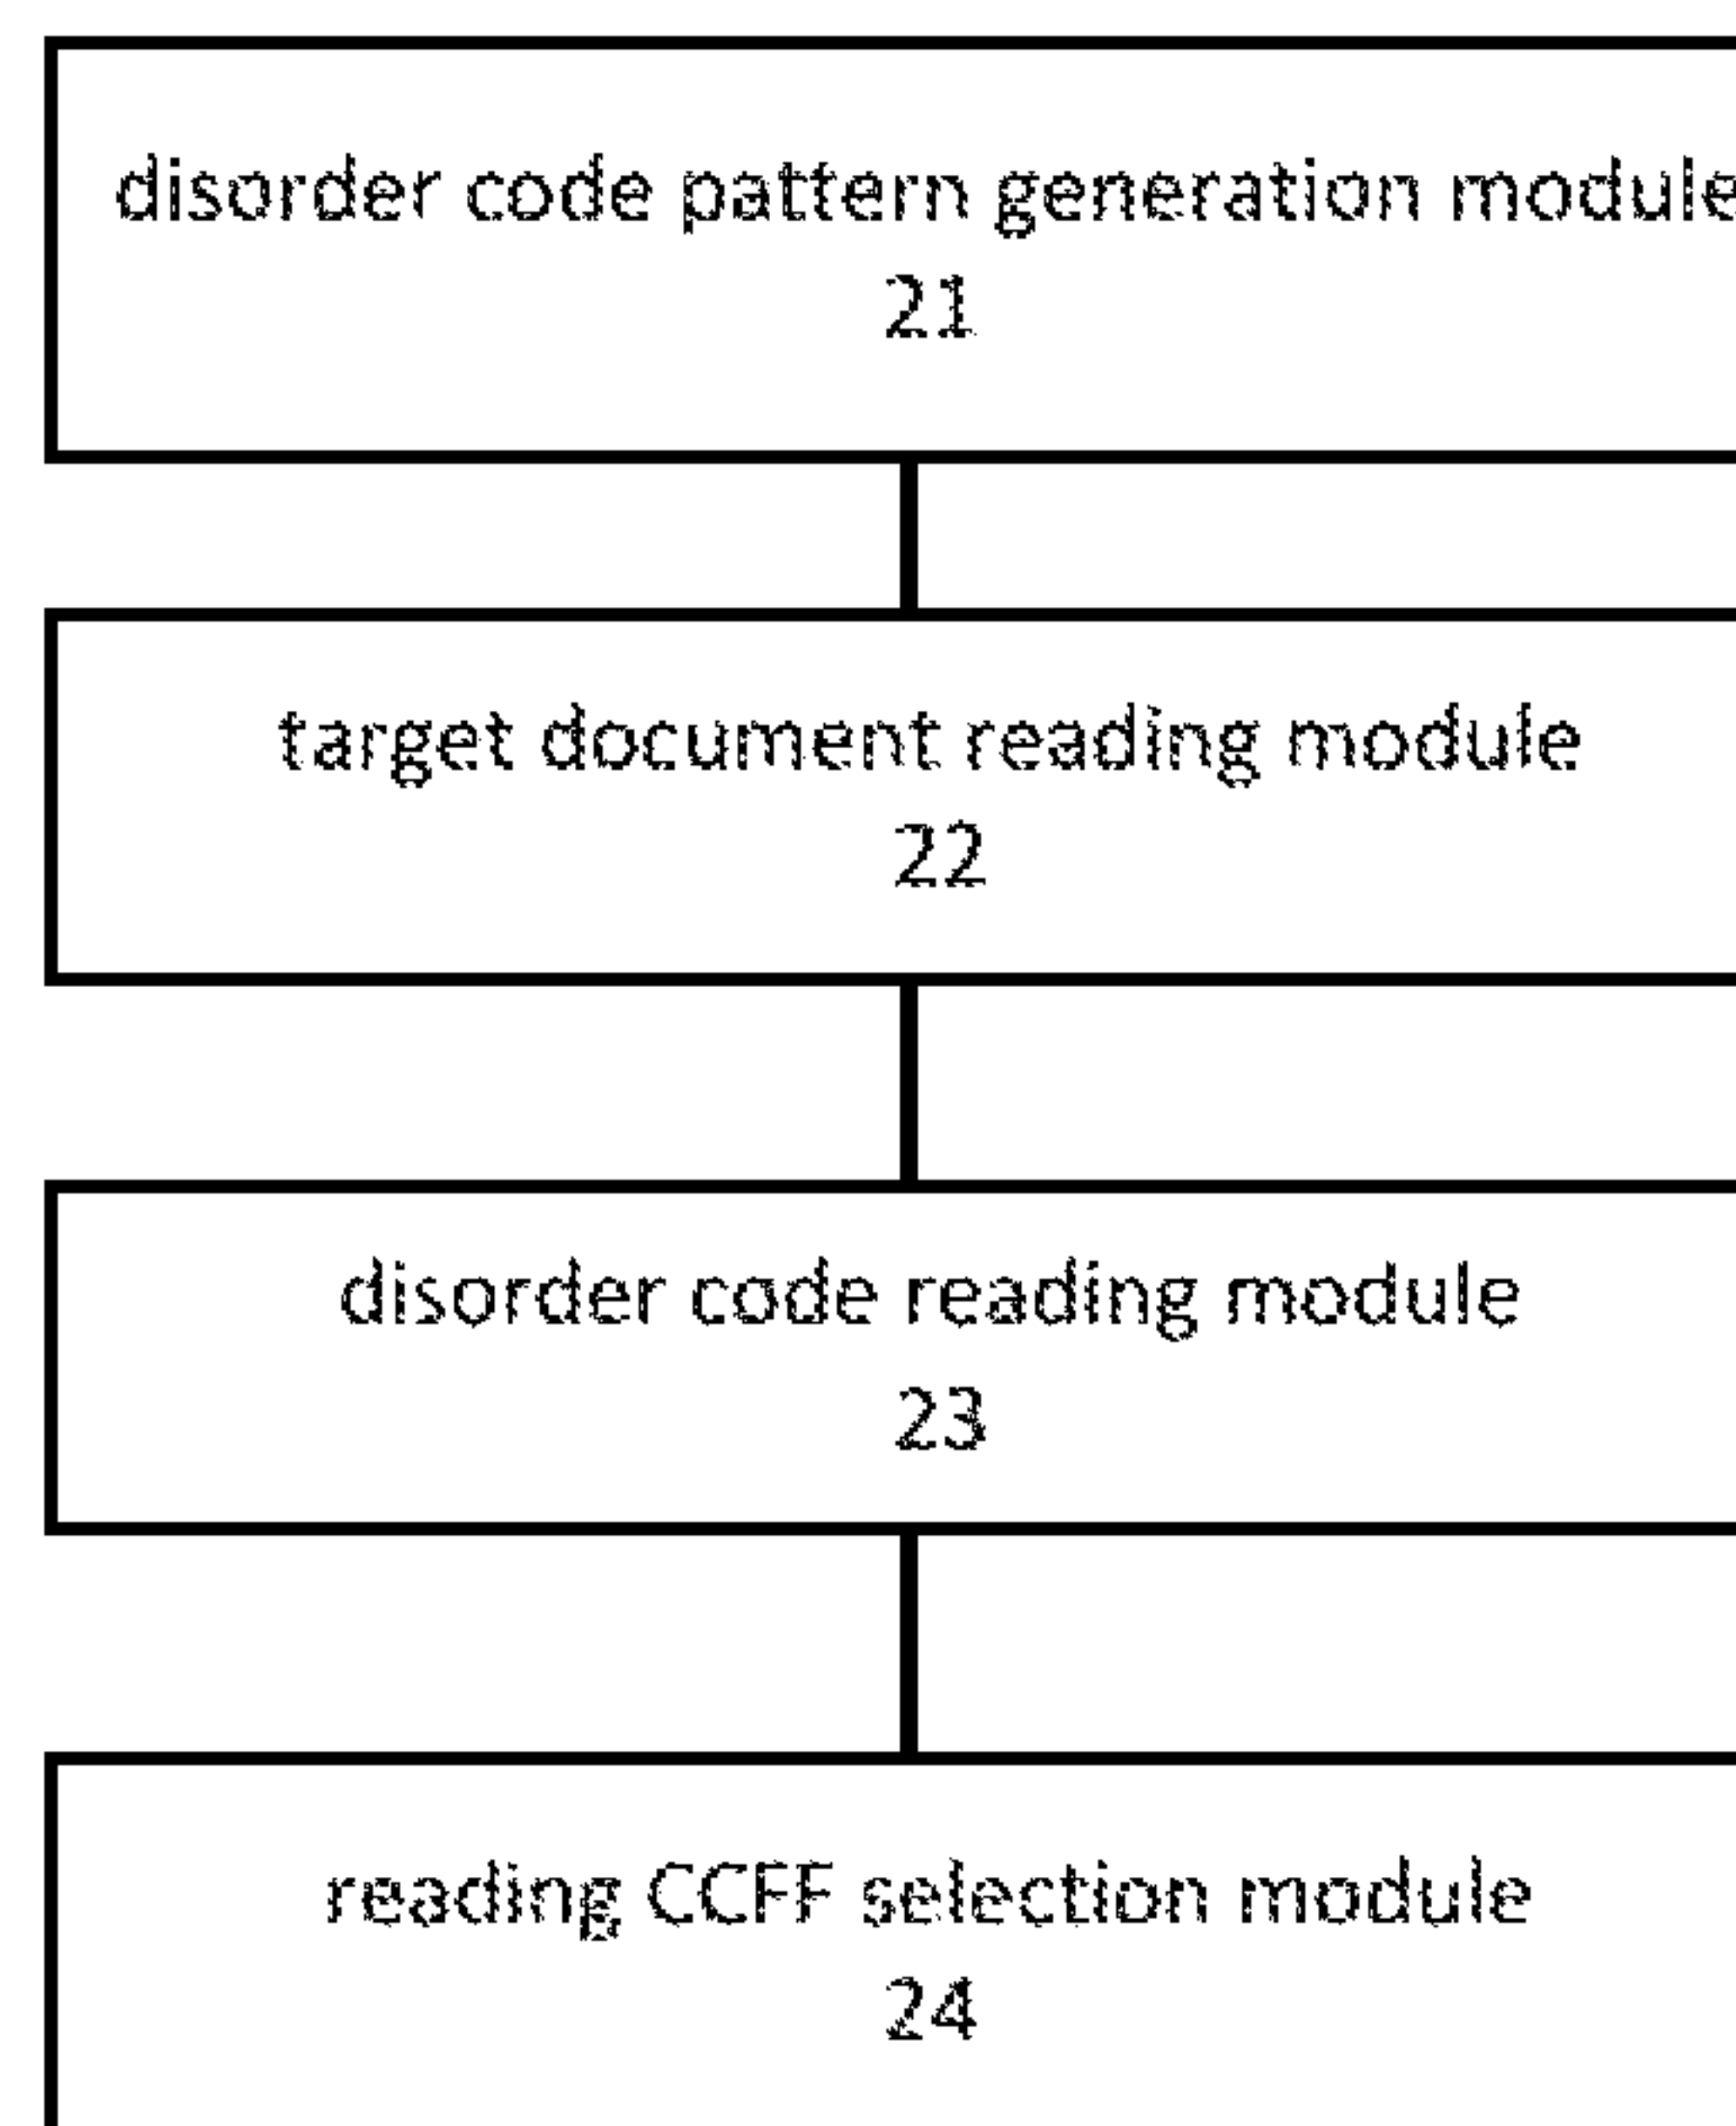 disorder code pattern generation module
21
target document reading module
22
disorder code reading module
23
reading CCFF selection module
24